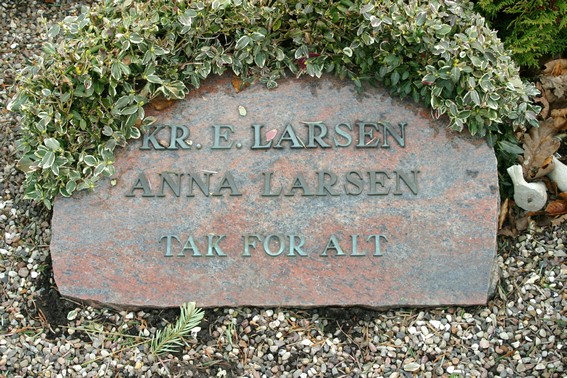 KR. E. LARSEN
ANNA LARSEN
TAK FOR ALT